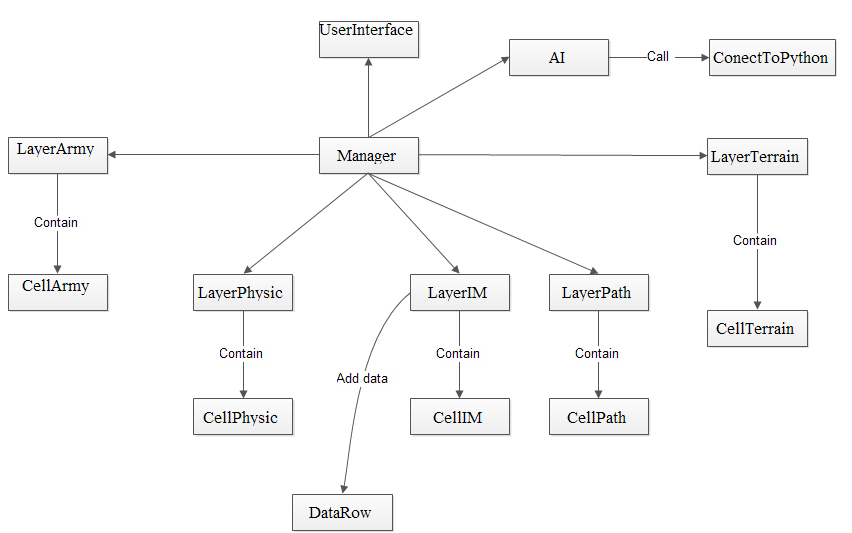 UserInterface
AI
Call
ConectToPython
LayerArmy
Manager
LayerTerrain
Contain
Contain
CellArmy
LayerPhysic
LayerIM
LayerPath
CellTerrain
Contain
Contain
Contain
Add data
CellPhysic
CellIM
CellPath
DataRow